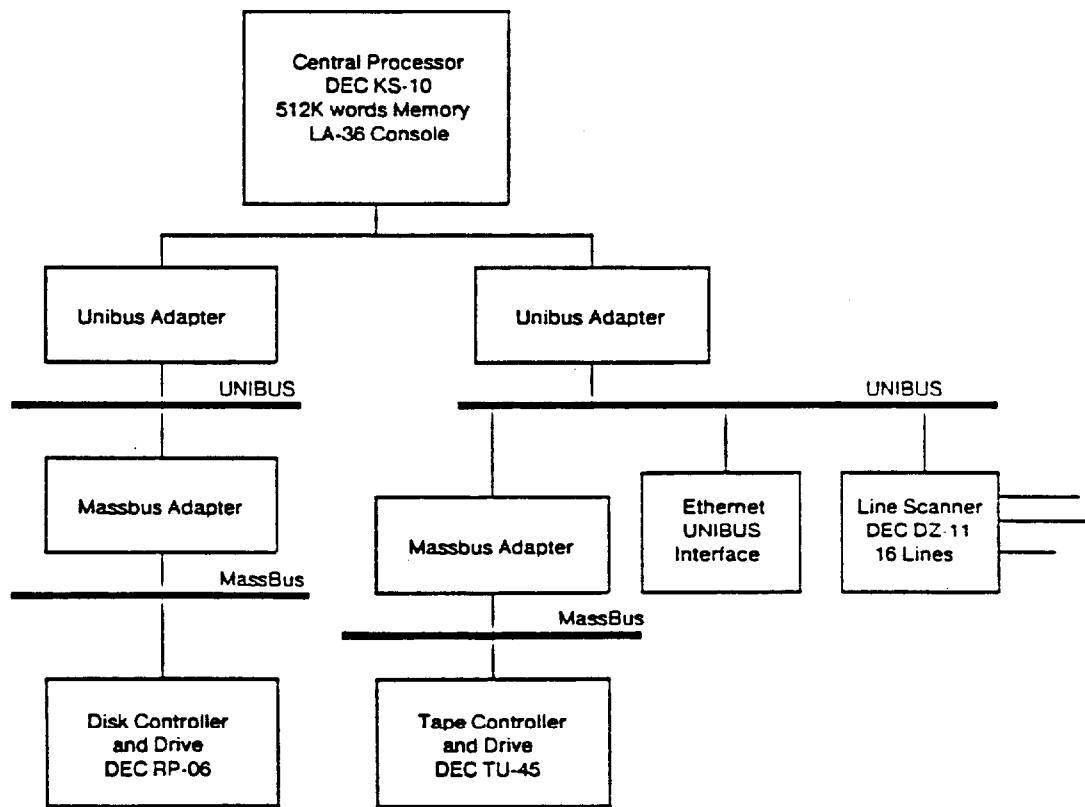 Central Processor
DEC KS-10
512K words Memory
LA-36 Console
Unibus Adapter
Unibus Adapter
UNIBUS
UNIBUS
Massbus Adapter
Massbus Adapter
Ethernet
UNIBUS
Interface
Line Scanner
DEC DZ-11
16 Lines
MassBus
MassBus
Disk Controller
and Drive
DEC RP-06
Tape Controller
and Drive
DEC TU-45